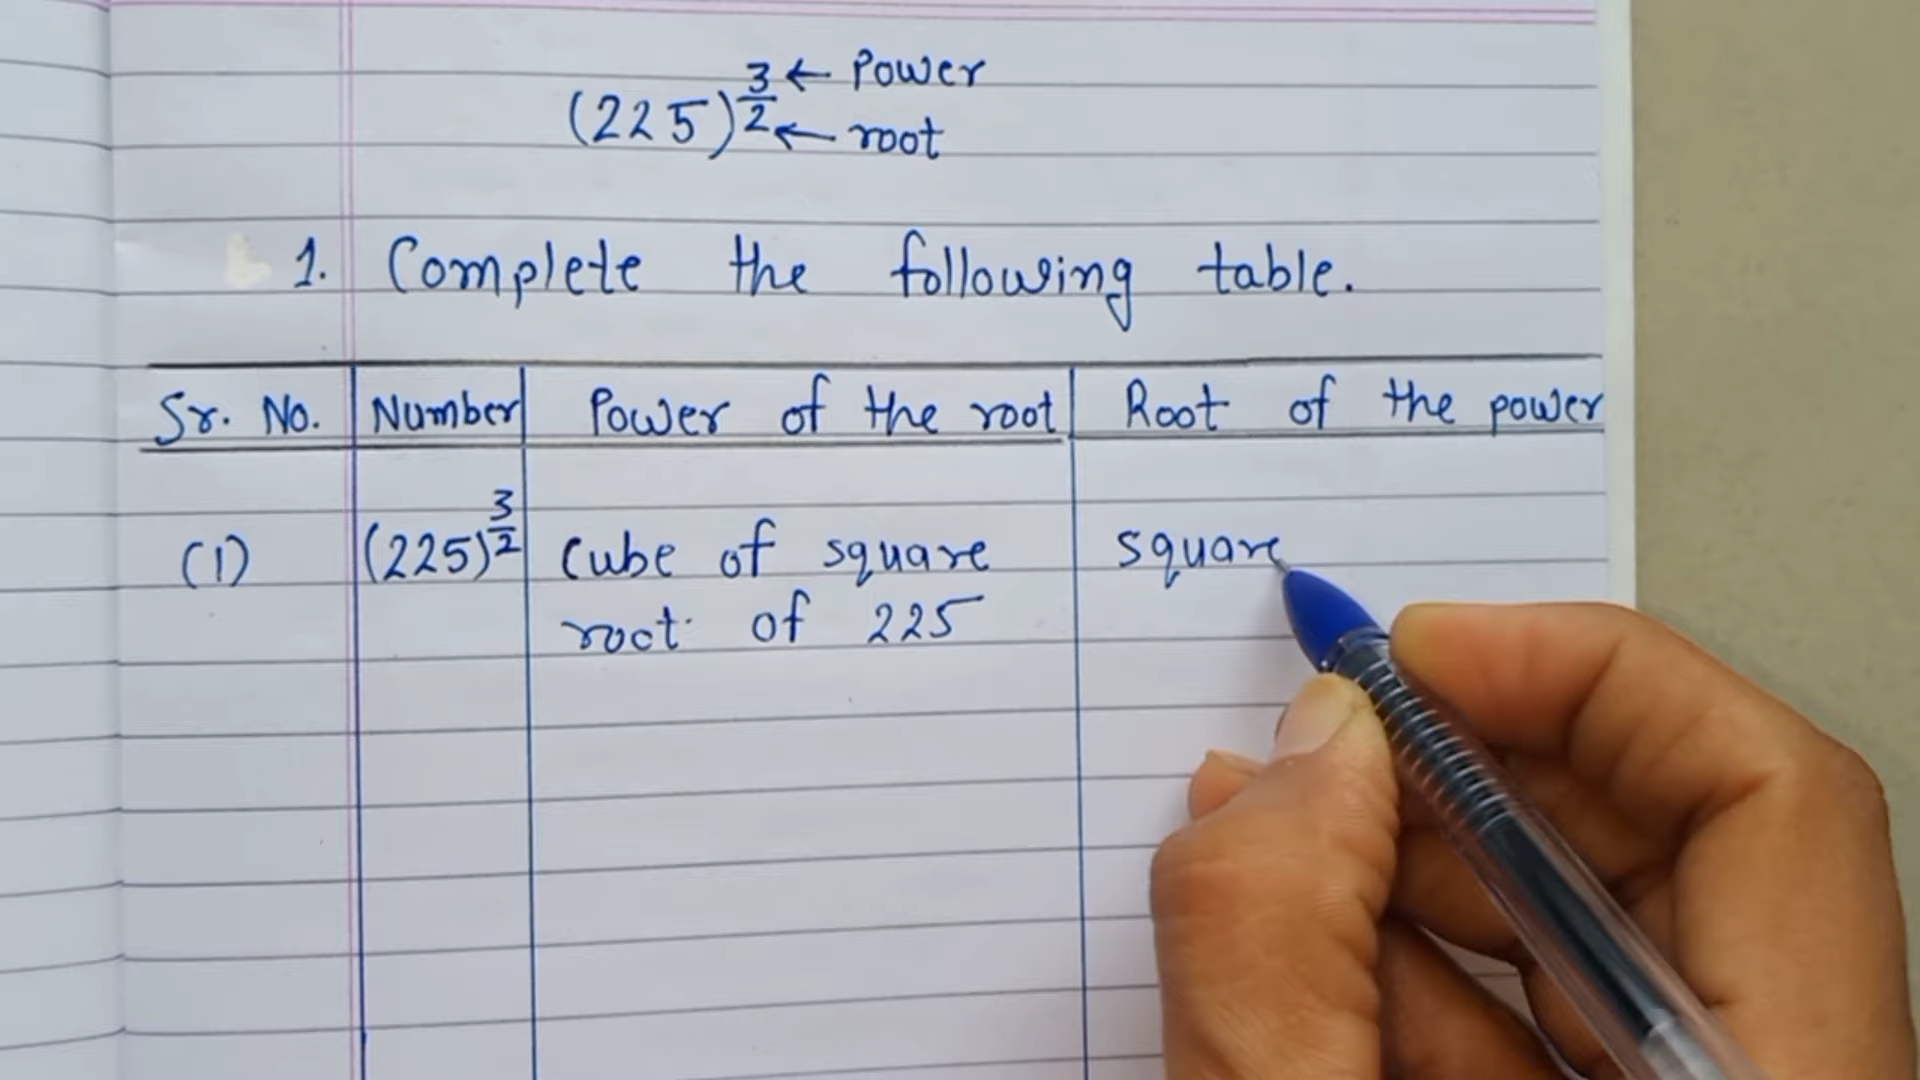 (225)^3/2 ← Power
← root
1. Complete the following table.
Sr. No. Number Power of the root Root of the power
(1) (225)^3/2 Cube of square square
root of 225